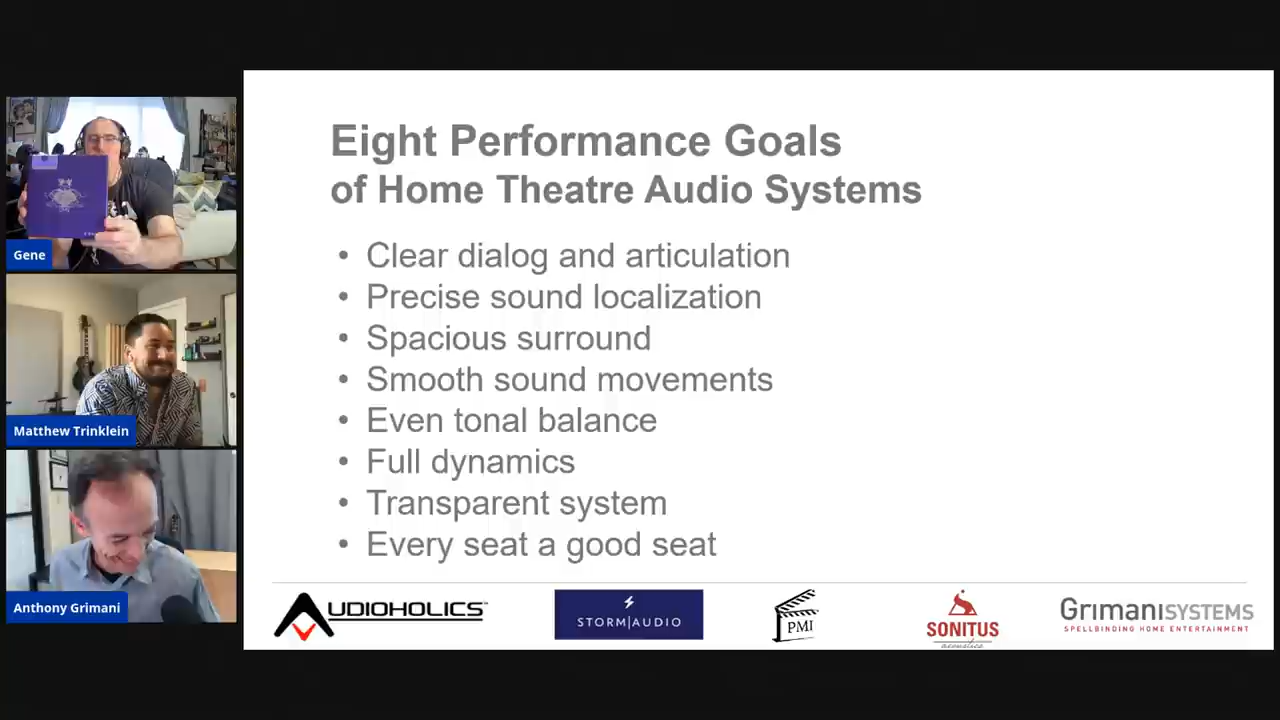 Gene
Matthew Trinklein
Anthony Grimani
Eight Performance Goals
of Home Theatre Audio Systems
• Clear dialog and articulation
• Precise sound localization
• Spacious surround
• Smooth sound movements
• Even tonal balance
• Full dynamics
• Transparent system
• Every seat a good seat
AUDIOHOLICS
STORM|AUDIO
PMI
SONITUS
acoustics
GRIMANISYSTEMS
SPELLBINDING HOME ENTERTAINMENT